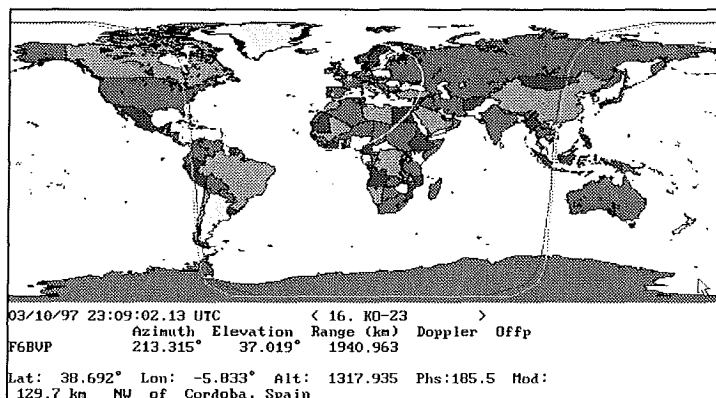 03/10/97 23:09:02.13 UTC < 16. KO-23 >
Azimuth Elevation Range (km) Doppler Offp
F6BVP 213.315° 37.019° 1940.963
Lat: 38.692° Lon: -5.833° Alt: 1317.935 Phs:185.5 Mod:
129.7 km NW of Cordoba, Spain